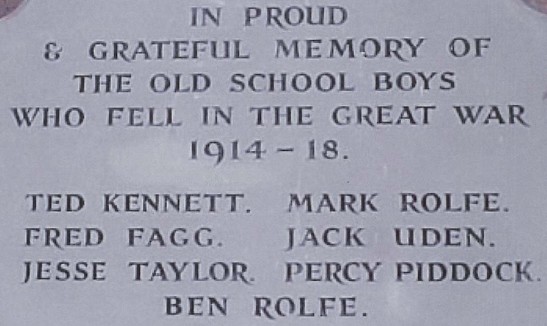 IN PROUD
& GRATEFUL MEMORY OF
THE OLD SCHOOL BOYS
WHO FELL IN THE GREAT WAR
1914 – 18.
TED KENNETT. MARK ROLFE.
FRED FAGG. JACK UDEN.
JESSE TAYLOR. PERCY PIDDOCK.
BEN ROLFE.